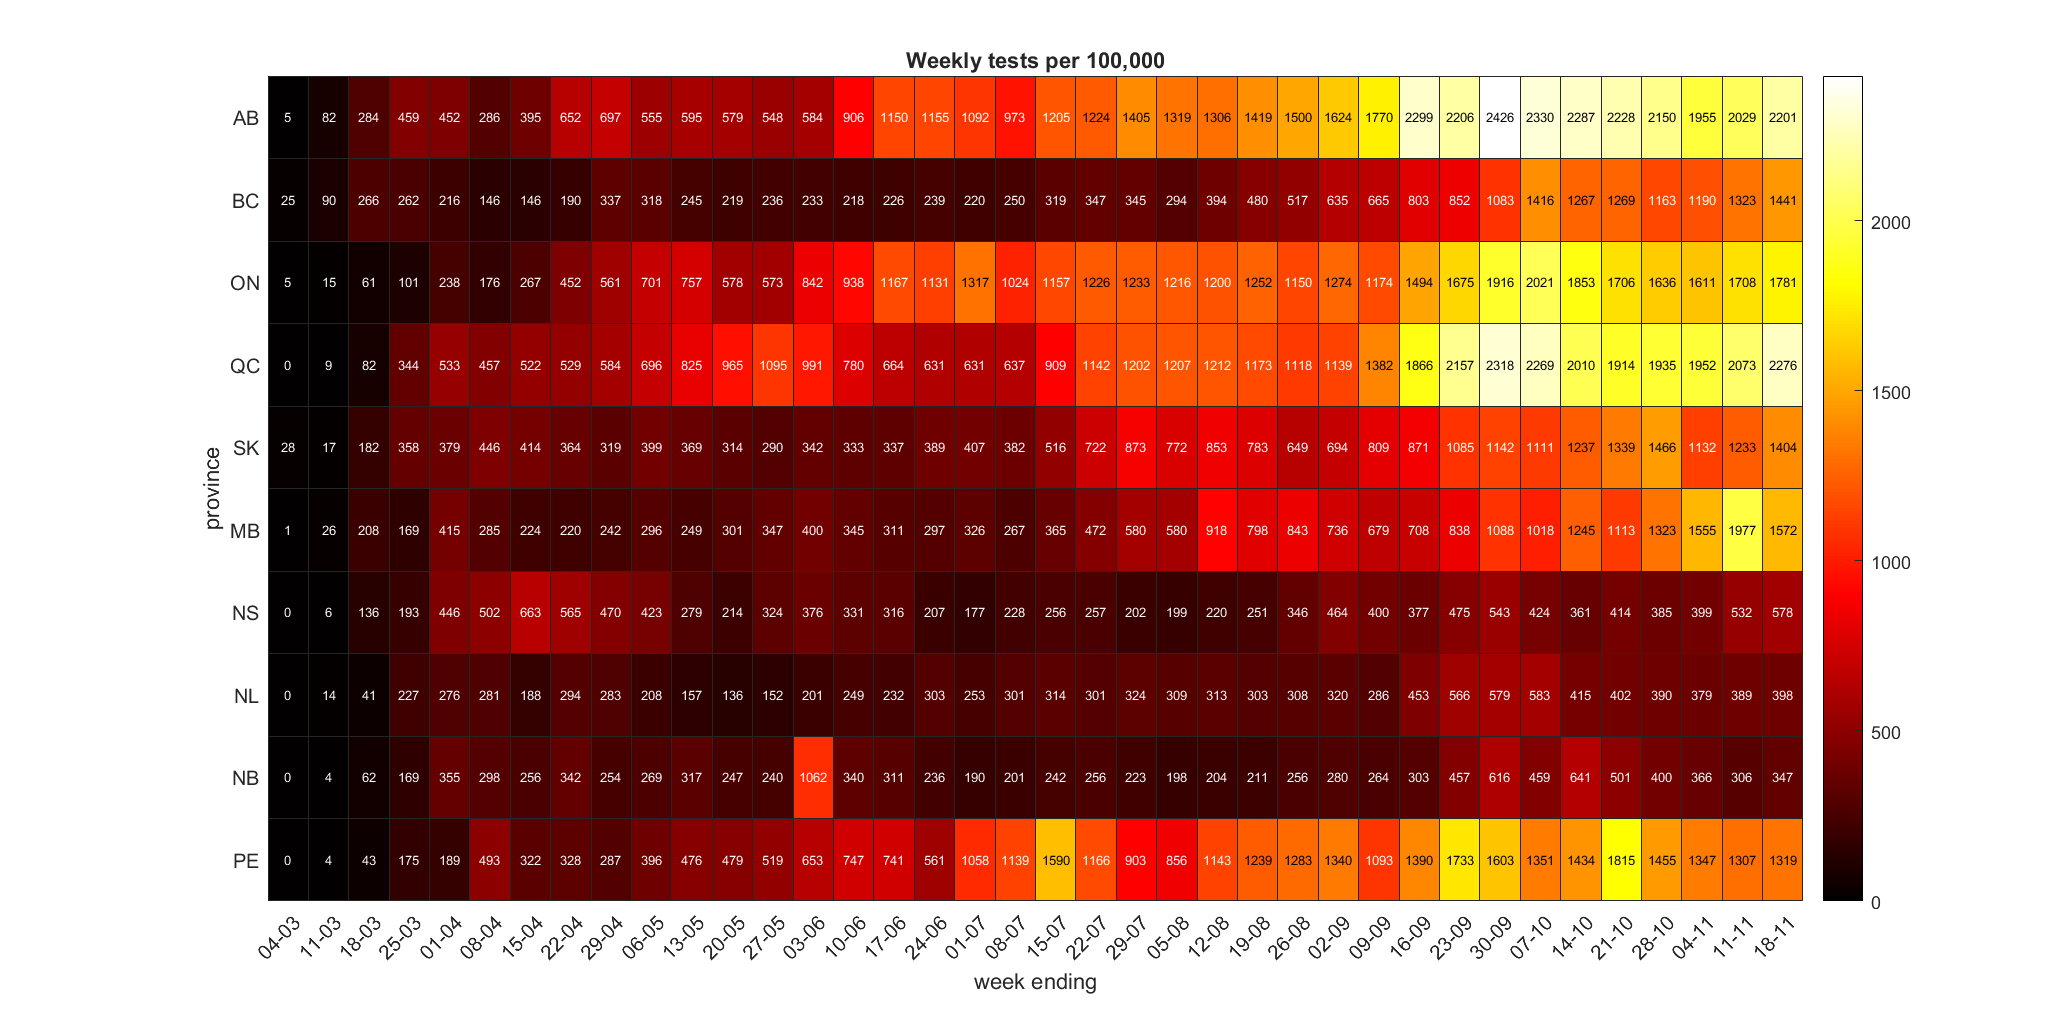 Weekly tests per 100,000
AB 5 82 284 459 452 286 395 652 697 555 595 579 548 584 906 1150 1155 1092 973 1205 1224 1405 1319 1306 1419 1500 1624 1770 2299 2206 2426 2330 2287 2228 2150 1955 2029 2201
BC 25 90 266 262 216 146 146 190 337 318 245 219 236 233 218 226 239 220 250 319 347 345 294 394 480 517 635 665 803 852 1083 1416 1267 1269 1163 1190 1323 1441
2000
ON 5 15 61 101 238 176 267 452 561 701 757 578 573 842 938 1167 1131 1317 1024 1157 1226 1233 1216 1200 1252 1150 1274 1174 1494 1675 1916 2021 1853 1706 1636 1611 1708 1781
QC 0 9 82 344 533 457 522 529 584 696 825 965 1095 991 780 664 631 631 637 909 1142 1202 1207 1212 1173 1118 1139 1382 1866 2157 2318 2269 2010 1914 1935 1952 2073 2276
1500
province
SK 28 17 182 358 379 446 414 364 319 399 369 314 290 342 333 337 389 407 382 516 722 873 772 853 783 649 694 809 871 1085 1142 1111 1237 1339 1466 1132 1233 1404
MB 1 26 208 169 415 285 224 220 242 296 249 301 347 400 345 311 297 326 267 365 472 580 580 918 798 843 736 679 708 838 1088 1018 1245 1113 1323 1555 1977 1572
1000
NS 0 6 136 193 446 502 663 565 470 423 279 214 324 376 331 316 207 177 228 256 257 202 199 220 251 346 464 400 377 475 543 424 361 414 385 399 532 578
NL 0 14 41 227 276 281 188 294 283 208 157 136 152 201 249 232 303 253 301 314 301 324 309 313 303 308 320 286 453 566 579 583 415 402 390 379 389 398
500
NB 0 4 62 169 355 298 256 342 254 269 317 247 240 1062 340 311 236 190 201 242 256 223 198 204 211 256 280 264 303 457 616 459 641 501 400 366 306 347
PE 0 4 43 175 189 493 322 328 287 396 476 479 519 653 747 741 561 1058 1139 1590 1166 903 856 1143 1239 1283 1340 1093 1390 1733 1603 1351 1434 1815 1455 1347 1307 1319
0
04-03 11-03 18-03 25-03 01-04 08-04 15-04 22-04 29-04 06-05 13-05 20-05 27-05 03-06 10-06 17-06 24-06 01-07 08-07 15-07 22-07 29-07 05-08 12-08 19-08 26-08 02-09 09-09 16-09 23-09 30-09 07-10 14-10 21-10 28-10 04-11 11-11 18-11
week ending